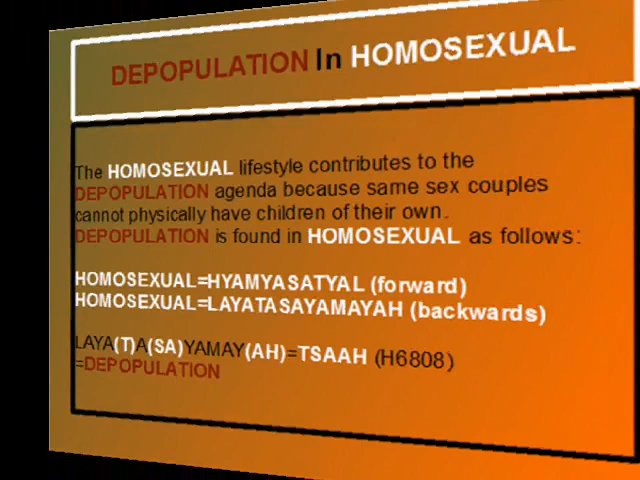 DEPOPULATION In HOMOSEXUAL
The HOMOSEXUAL lifestyle contributes to the
DEPOPULATION agenda because same sex couples
cannot physically have children of their own.
DEPOPULATION is found in HOMOSEXUAL as follows:
HOMOSEXUAL=HYAMYASATYAL (forward)
HOMOSEXUAL=LAYATASAYAMAYAH (backwards)
LAYA(T)A(SA)YAMAY(AH)=TSAAH (H6808)
=DEPOPULATION